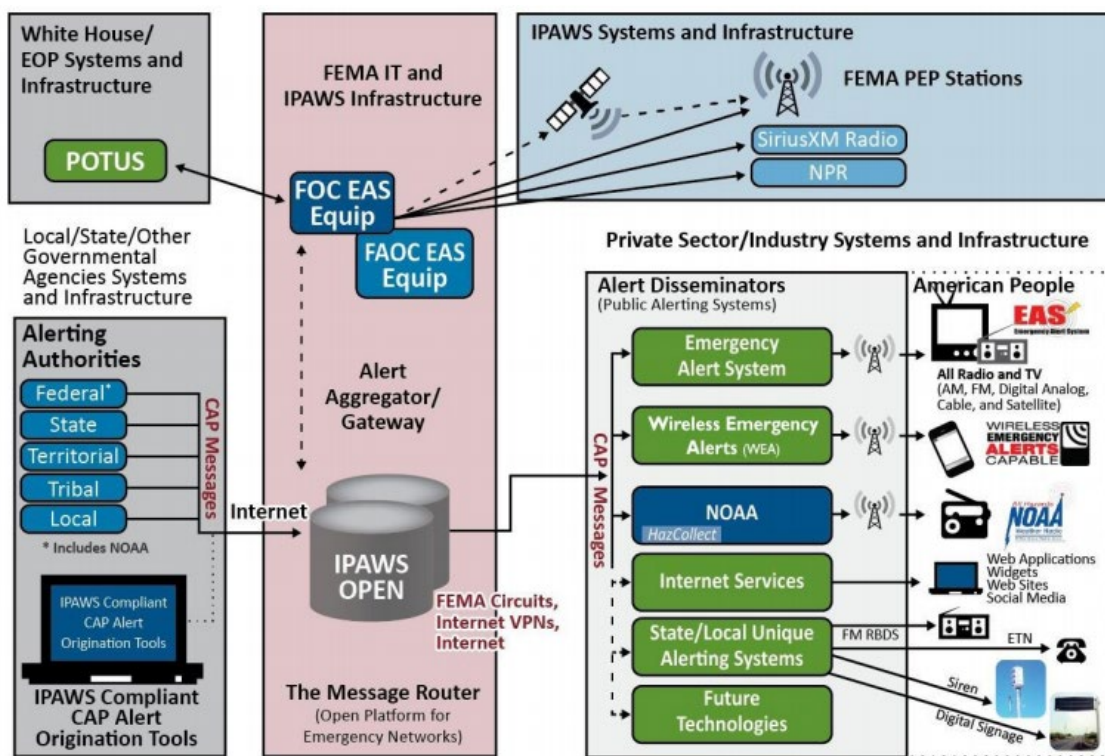 White House/
EOP Systems and
Infrastructure
POTUS
FEMA IT and
IPAWS Infrastructure
IPAWS Systems and Infrastructure
FEMA PEP Stations
SiriusXM Radio
NPR
FOC EAS
Equip
FAOC EAS
Equip
Local/State/Other
Governmental
Agencies Systems
and Infrastructure
Alerting
Authorities
Federal*
State
Territorial
Tribal
Local
* Includes NOAA
CAP Messages
IPAWS Compliant
CAP Alert
Origination Tools
IPAWS Compliant
CAP Alert
Origination Tools
Internet
Alert
Aggregator/
Gateway
IPAWS
OPEN
FEMA Circuits,
Internet VPNs,
Internet
The Message Router
(Open Platform for
Emergency Networks)
Private Sector/Industry Systems and Infrastructure
Alert Disseminators
(Public Alerting Systems)
CAP Messages
Emergency
Alert System
Wireless Emergency
Alerts (WEA)
NOAA
HazCollect
Internet Services
State/Local Unique
Alerting Systems
Future
Technologies
American People
EAS
Emergency Alert System
All Radio and TV
(AM, FM, Digital Analog,
Cable, and Satellite)
WIRELESS
EMERGENCY
ALERTS
CAPABLE
NOAA
Web Applications
Widgets
Web Sites
Social Media
FM RBDS
ETN
Siren
Digital Signage